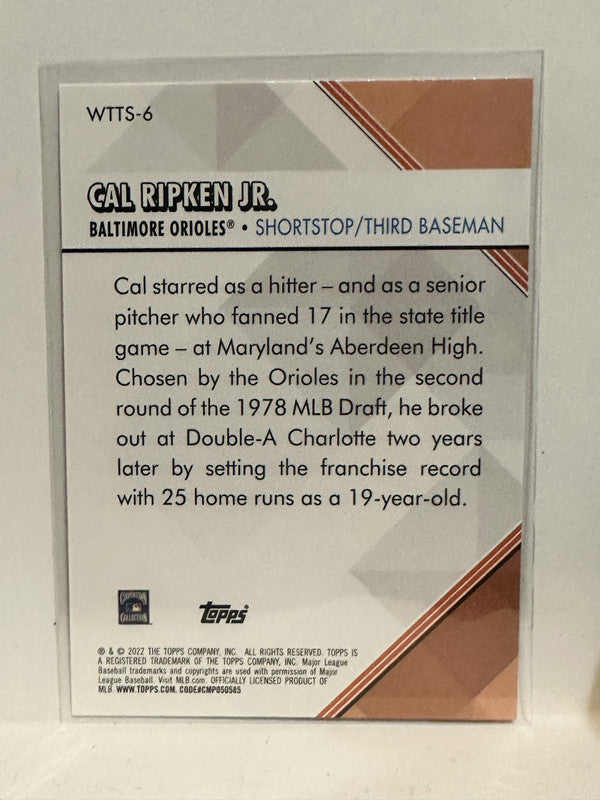 WTTS-6
CAL RIPKEN JR.
BALTIMORE ORIOLES® • SHORTSTOP/THIRD BASEMAN
Cal starred as a hitter – and as a senior
pitcher who fanned 17 in the state title
game – at Maryland's Aberdeen High.
Chosen by the Orioles in the second
round of the 1978 MLB Draft, he broke
out at Double-A Charlotte two years
later by setting the franchise record
with 25 home runs as a 19-year-old.
COOPERSTOWN
COLLECTION
TOPPS
® & © 2022 THE TOPPS COMPANY, INC. ALL RIGHTS RESERVED. TOPPS IS
A REGISTERED TRADEMARK OF THE TOPPS COMPANY, INC. Major League
Baseball trademarks and copyrights are used with permission of Major
League Baseball. Visit MLB.com. OFFICIALLY LICENSED PRODUCT OF
MLB. WWW.TOPPS.COM. CODE#CMP050585